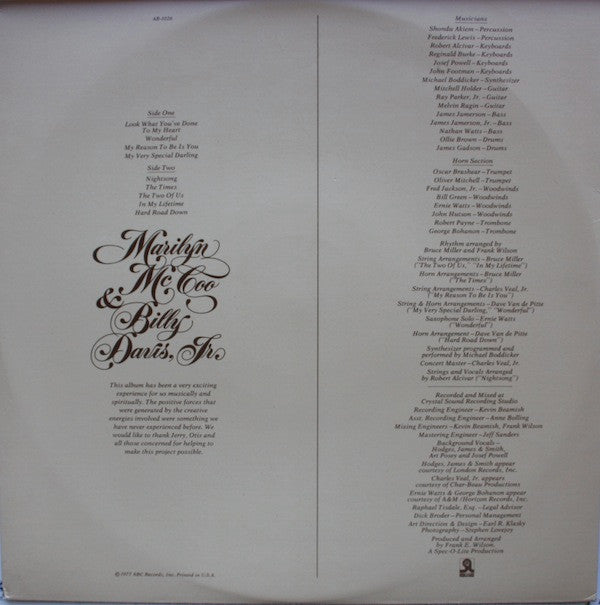 AB-1026
Side One
Look What You've Done
To My Heart
Wonderful
My Reason To Be Is You
My Very Special Darling
Side Two
Nightsong
The Times
The Two Of Us
In My Lifetime
Hard Road Down
Marilyn
McCoo
& Billy
Davis, Jr.
This album has been a very exciting
experience for us musically and
spiritually. The positive forces that
were generated by the creative
energies involved were something we
have never experienced before. We
would like to thank Jerry, Otis and
all those concerned for helping to
make this project possible.
©1977 ABC Records, Inc. Printed in U.S.A.
Musicians
Shondu Akiem–Percussion
Frederick Lewis–Percussion
Robert Alcivar–Keyboards
Reginald Burke–Keyboards
Josef Powell–Keyboards
John Footman–Keyboards
Michael Boddicker–Synthesizer
Mitchell Holder–Guitar
Ray Parker, Jr.–Guitar
Melvin Ragin–Guitar
James Jamerson–Bass
James Jamerson, Jr.–Bass
Nathan Watts–Bass
Ollie Brown–Drums
James Gadson–Drums
Horn Section
Oscar Brashear–Trumpet
Oliver Mitchell–Trumpet
Fred Jackson, Jr.–Woodwinds
Bill Green–Woodwinds
Ernie Watts–Woodwinds
John Hutson–Woodwinds
Robert Payne–Trombone
George Bohanon–Trombone
Rhythm arranged by
Bruce Miller and Frank Wilson
String Arrangements–Bruce Miller
("The Two Of Us," "In My Lifetime")
Horn Arrangements–Bruce Miller
("The Times")
String Arrangements–Charles Veal, Jr.
("My Reason To Be Is You")
String & Horn Arrangements–Dave Van de Pitte
("My Very Special Darling," "Wonderful")
Saxophone Solo–Ernie Watts
("Wonderful")
Horn Arrangement–Dave Van de Pitte
("Hard Road Down")
Synthesizer programmed and
performed by Michael Boddicker
Concert Master–Charles Veal, Jr.
Strings and Vocals Arranged
by Robert Alcivar ("Nightsong")
Recorded and Mixed at
Crystal Sound Recording Studio
Recording Engineer–Kevin Beamish
Asst. Recording Engineer–Anne Bolling
Mixing Engineers–Kevin Beamish, Frank Wilson
Mastering Engineer–Jeff Sanders
Background Vocals–
Hodges, James & Smith,
Art Posey and Josef Powell
Hodges, James & Smith appear
courtesy of London Records, Inc.
Charles Veal, Jr. appears
courtesy of Char-Beau Productions
Ernie Watts & George Bohanon appear
courtesy of A&M/Horizon Records, Inc.
Raphael Tisdale, Esq.–Legal Advisor
Dick Broder–Personal Management
Art Direction & Design–Earl R. Klasky
Photography–Stephen Lovejoy
Produced and Arranged
by Frank E. Wilson,
A Spec-O-Lite Production